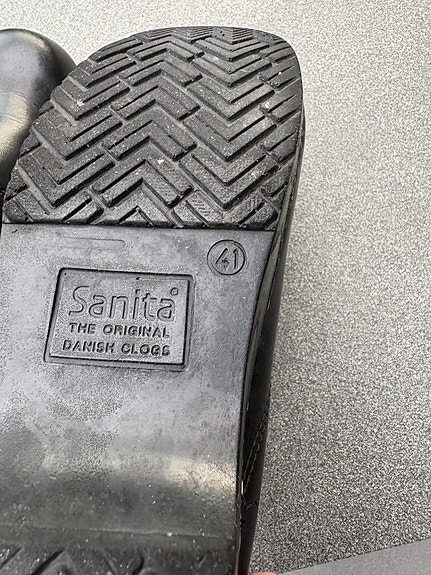 41
Sanita
THE ORIGINAL
DANISH CLOGS